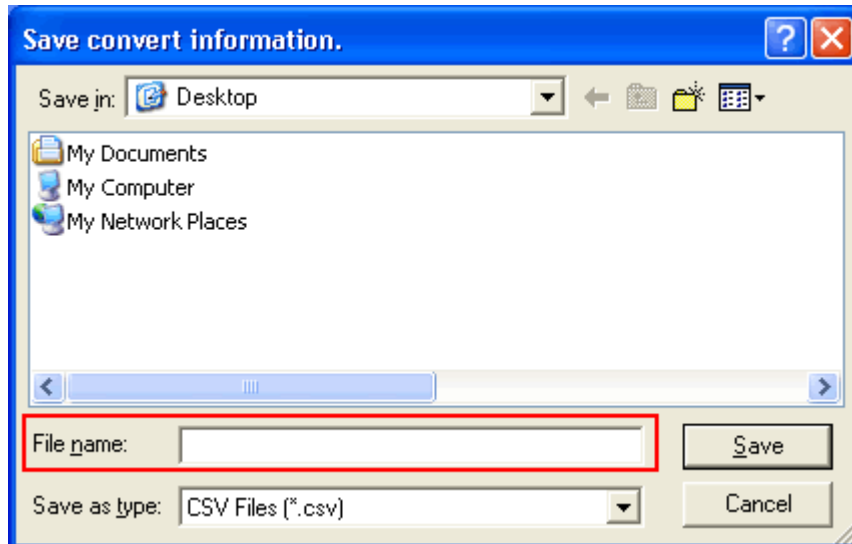 Save convert information.
Save in: Desktop
My Documents
My Computer
My Network Places
File name:
Save
Save as type: CSV Files (*.csv)
Cancel